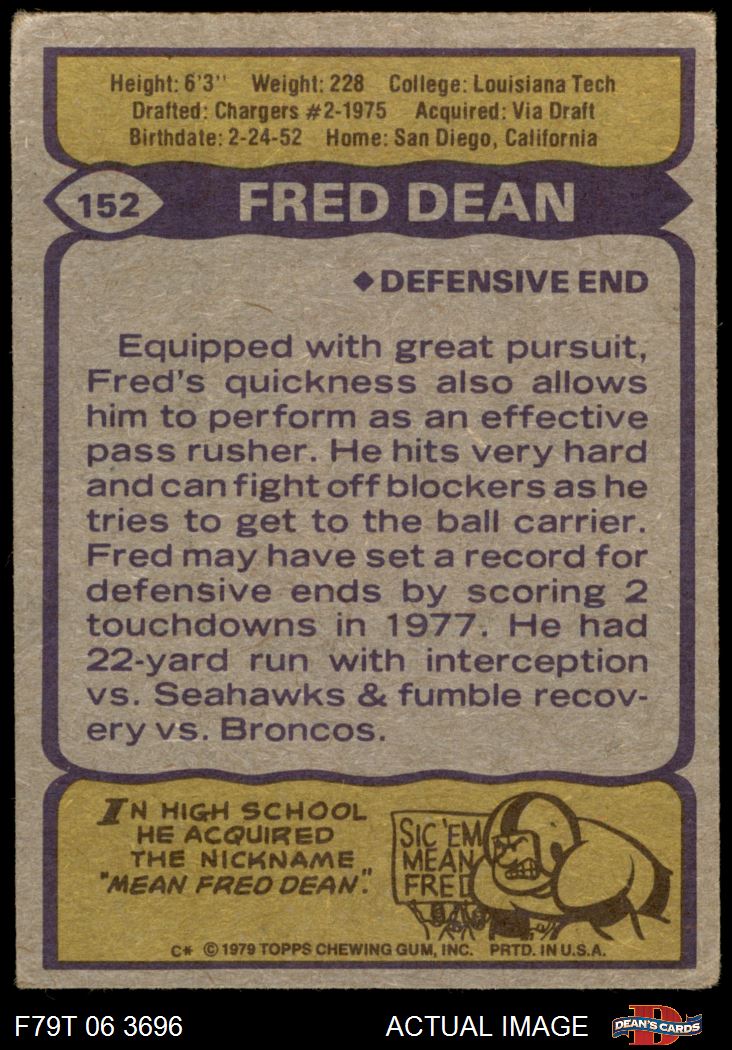 Height: 6'3" Weight: 228 College: Louisiana Tech
Drafted: Chargers #2-1975 Acquired: Via Draft
Birthdate: 2-24-52 Home: San Diego, California
152 FRED DEAN
◆DEFENSIVE END
Equipped with great pursuit,
Fred's quickness also allows
him to perform as an effective
pass rusher. He hits very hard
and can fight off blockers as he
tries to get to the ball carrier.
Fred may have set a record for
defensive ends by scoring 2
touchdowns in 1977. He had
22-yard run with interception
vs. Seahawks & fumble recov-
ery vs. Broncos.
IN HIGH SCHOOL
HE ACQUIRED
THE NICKNAME
"MEAN FRED DEAN."
SIC 'EM
MEAN
FRED
C* © 1979 TOPPS CHEWING GUM, INC. PRTD. IN U.S.A.
F79T 06 3696 ACTUAL IMAGE D DEAN'S CARDS